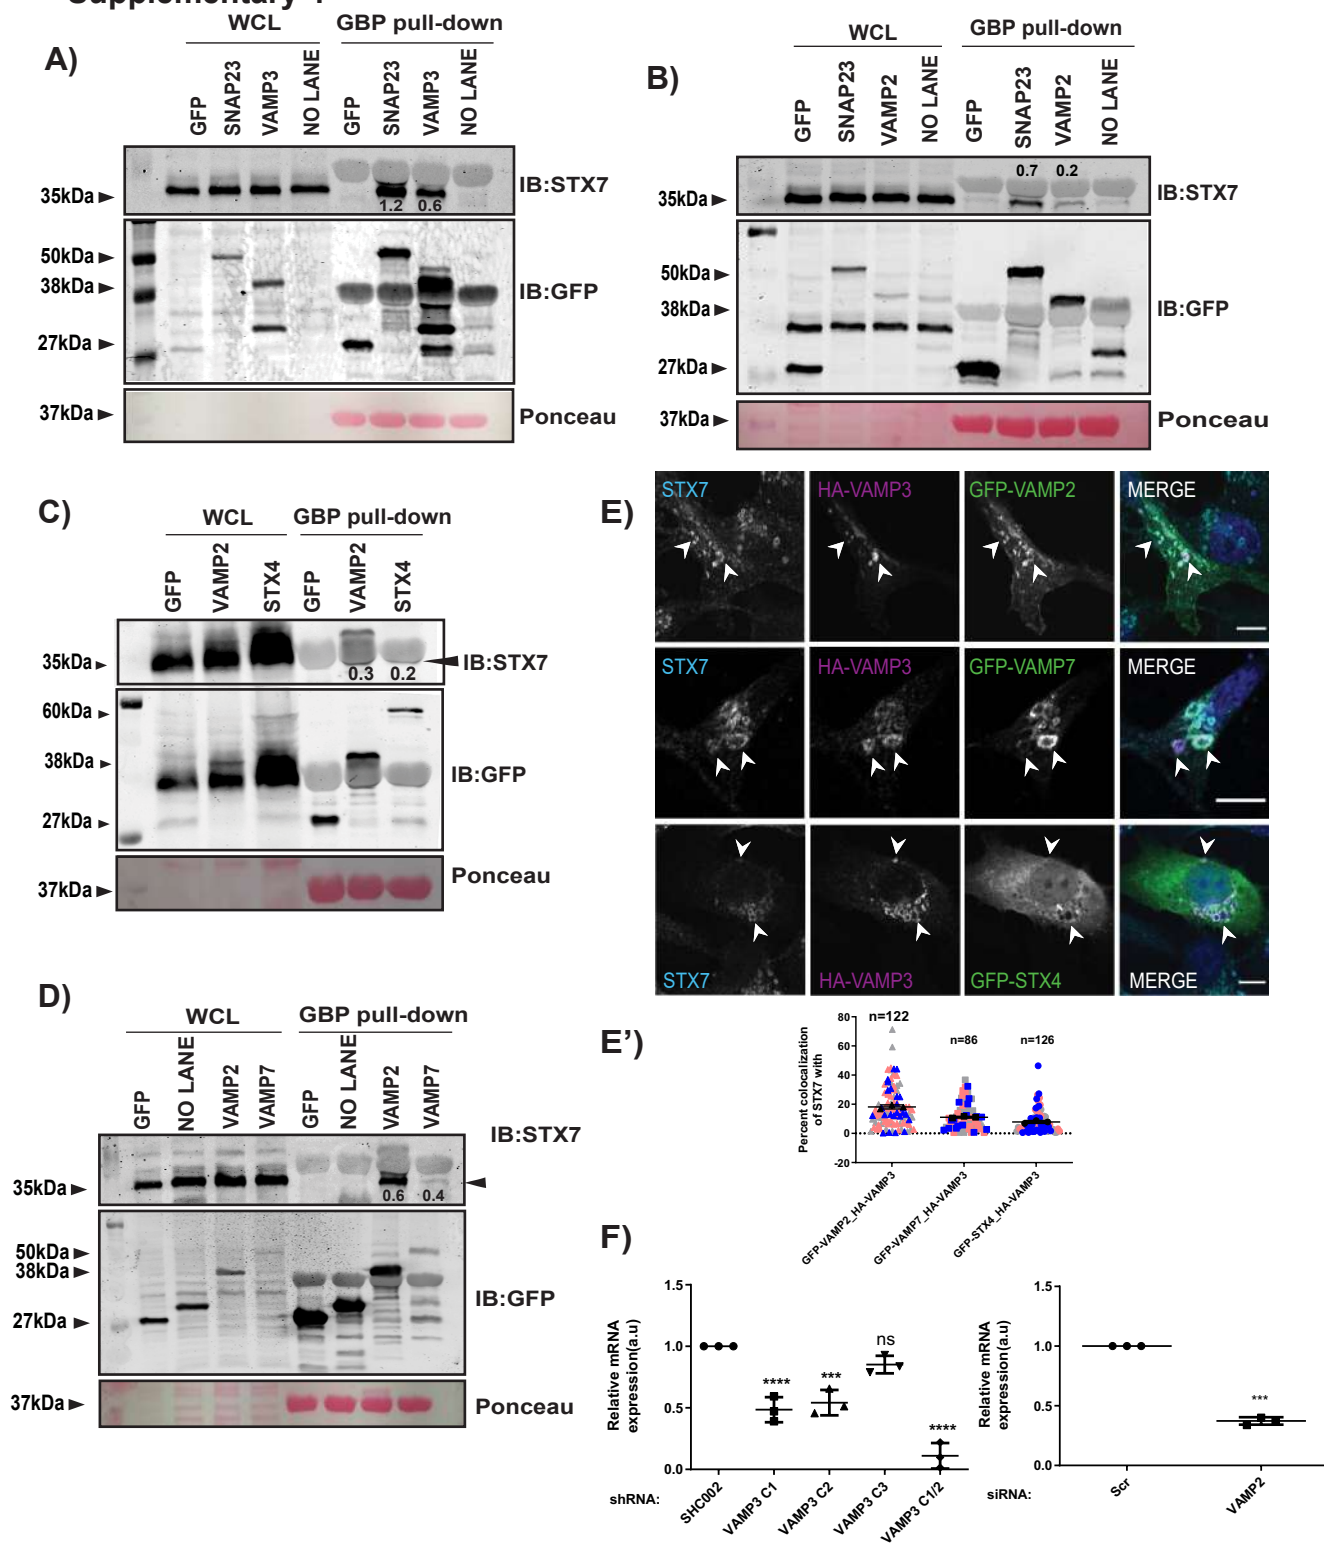 A)
WCL
GBP pull-down
GFP
SNAP23
VAMP3
NO LANE
GFP
SNAP23
VAMP3
NO LANE
35kDa
1.2
0.6
IB:STX7
50kDa
38kDa
27kDa
IB:GFP
37kDa
Ponceau
B)
WCL
GBP pull-down
GFP
SNAP23
VAMP2
NO LANE
GFP
SNAP23
VAMP2
NO LANE
0.7
0.2
35kDa
IB:STX7
50kDa
38kDa
27kDa
IB:GFP
37kDa
Ponceau
C)
WCL
GBP pull-down
GFP
VAMP2
STX4
GFP
VAMP2
STX4
35kDa
0.3
0.2
IB:STX7
60kDa
38kDa
27kDa
IB:GFP
37kDa
Ponceau
E)
STX7
HA-VAMP3
GFP-VAMP2
MERGE
STX7
HA-VAMP3
GFP-VAMP7
MERGE
STX7
HA-VAMP3
GFP-STX4
MERGE
D)
WCL
GBP pull-down
GFP
NO LANE
VAMP2
VAMP7
GFP
NO LANE
VAMP2
VAMP7
IB:STX7
35kDa
0.6
0.4
50kDa
38kDa
27kDa
IB:GFP
37kDa
Ponceau
E')
Percent colocalization
of STX7 with
80
60
40
20
0
-20
n=122
n=86
n=126
GFP-VAMP2_HA-VAMP3
GFP-VAMP7_HA-VAMP3
GFP-STX4_HA-VAMP3
F)
Relative mRNA
expression(a.u)
1.5
1.0
0.5
0.0
****
***
ns
****
shRNA:
SHC002
VAMP3 C1
VAMP3 C2
VAMP3 C3
VAMP3 C1/2
Relative mRNA
expression(a.u)
1.5
1.0
0.5
0.0
***
siRNA:
Scr
VAMP2